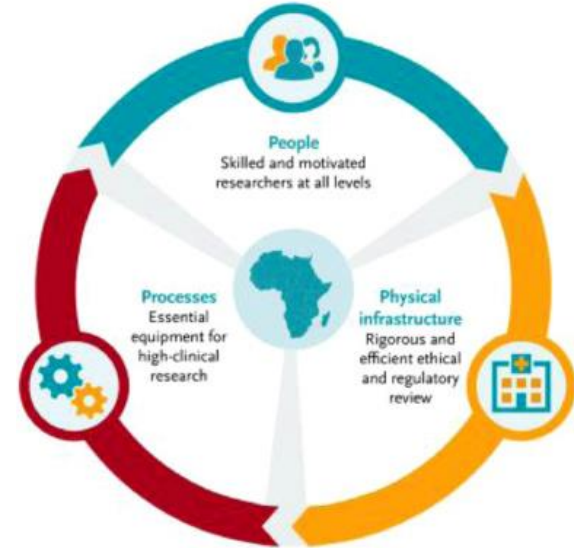 People
Skilled and motivated
researchers at all levels
Processes
Essential
equipment for
high-clinical
research
Physical
infrastructure
Rigorous and
efficient ethical
and regulatory
review